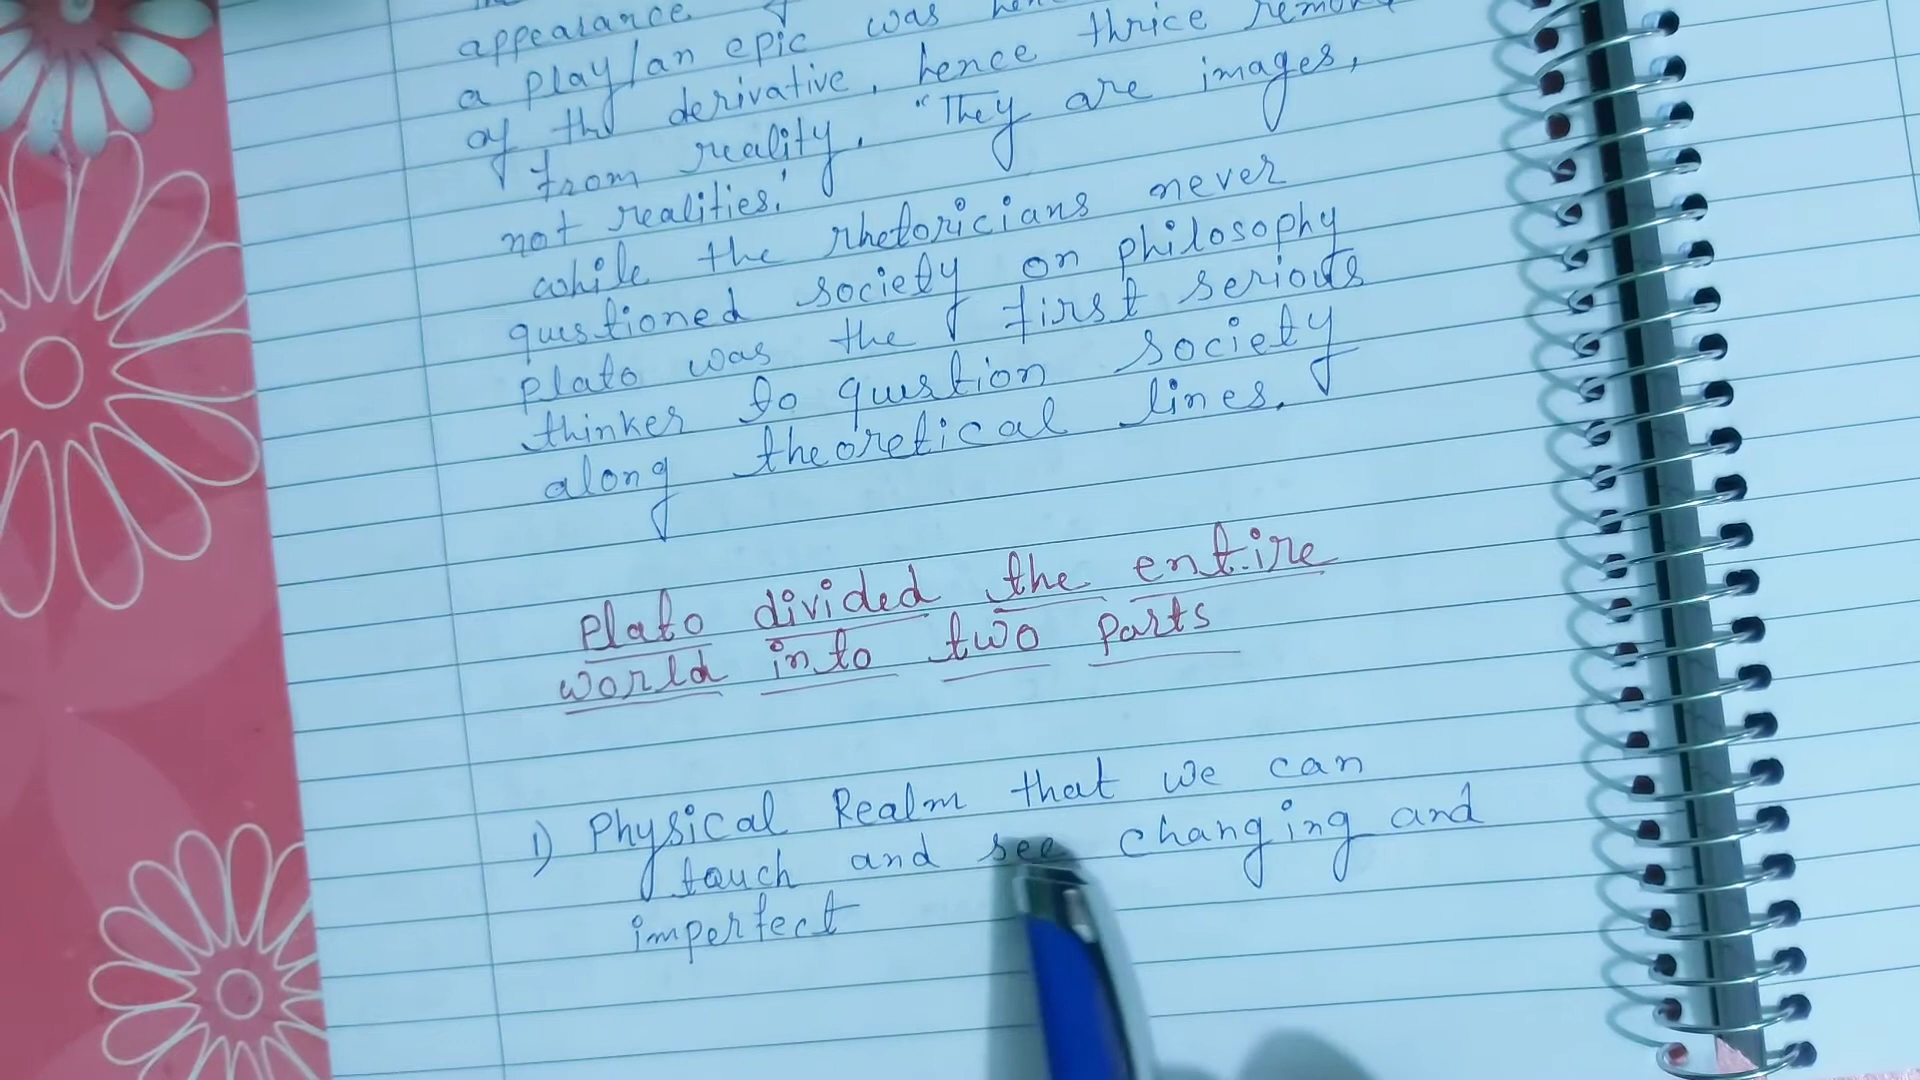 appearance
a play/an epic was
of the derivative, hence thrice
from reality. "They are images,
not realities.'
while the rhetoricians never
questioned society on philosophy
Plato was the first serious
thinker to question society
along theoretical lines.
Plato divided the entire
world into two parts
1) Physical Realm that we can
touch and see changing and
imperfect